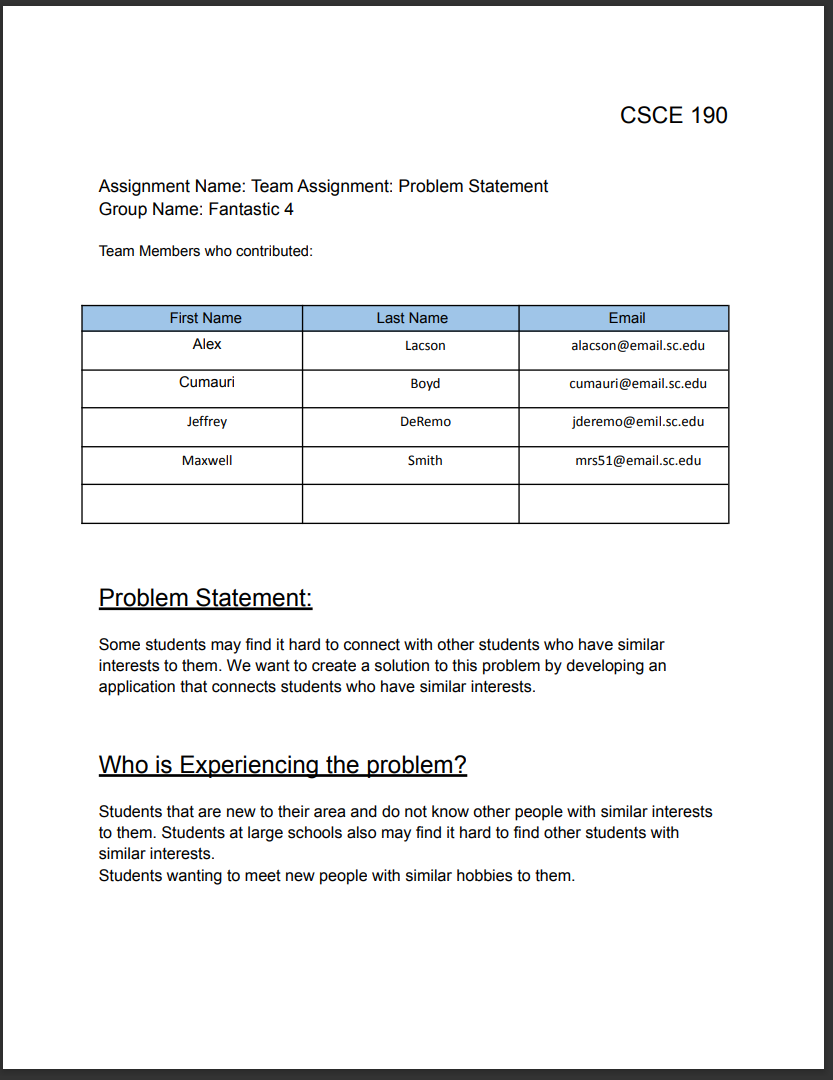 CSCE 190
Assignment Name: Team Assignment: Problem Statement
Group Name: Fantastic 4
Team Members who contributed:
First Name Last Name Email
Alex Lacson alacson@email.sc.edu
Cumauri Boyd cumauri@email.sc.edu
Jeffrey DeRemo jderemo@emil.sc.edu
Maxwell Smith mrs51@email.sc.edu
Problem Statement:
Some students may find it hard to connect with other students who have similar
interests to them. We want to create a solution to this problem by developing an
application that connects students who have similar interests.
Who is Experiencing the problem?
Students that are new to their area and do not know other people with similar interests
to them. Students at large schools also may find it hard to find other students with
similar interests.
Students wanting to meet new people with similar hobbies to them.